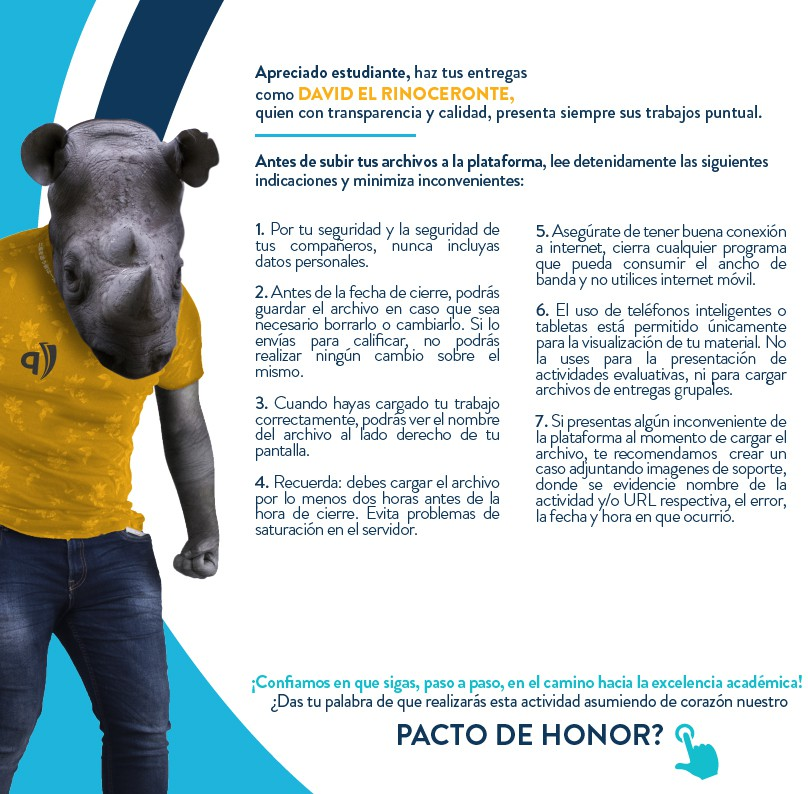 Apreciado estudiante, haz tus entregas
como DAVID EL RINOCERONTE,
quien con transparencia y calidad, presenta siempre sus trabajos puntual.
Antes de subir tus archivos a la plataforma, lee detenidamente las siguientes
indicaciones y minimiza inconvenientes:
1. Por tu seguridad y la seguridad de
tus compañeros, nunca incluyas
datos personales.
2. Antes de la fecha de cierre, podrás
guardar el archivo en caso que sea
necesario borrarlo o cambiarlo. Si lo
envías para calificar, no podrás
realizar ningún cambio sobre el
mismo.
3. Cuando hayas cargado tu trabajo
correctamente, podrás ver el nombre
del archivo al lado derecho de tu
pantalla.
4. Recuerda: debes cargar el archivo
por lo menos dos horas antes de la
hora de cierre. Evita problemas de
saturación en el servidor.
5. Asegúrate de tener buena conexión
a internet, cierra cualquier programa
que pueda consumir el ancho de
banda y no utilices internet móvil.
6. El uso de teléfonos inteligentes o
tabletas está permitido únicamente
para la visualización de tu material. No
la uses para la presentación de
actividades evaluativas, ni para cargar
archivos de entregas grupales.
7. Si presentas algún inconveniente de
la plataforma al momento de cargar el
archivo, te recomendamos crear un
caso adjuntando imagenes de soporte,
donde se evidencie nombre de la
actividad y/o URL respectiva, el error,
la fecha y hora en que ocurrió.
¡Confiamos en que sigas, paso a paso, en el camino hacia la excelencia académica!
¿Das tu palabra de que realizarás esta actividad asumiendo de corazón nuestro
PACTO DE HONOR?